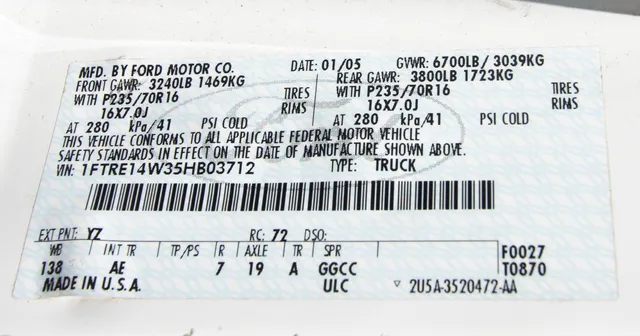 MFD. BY FORD MOTOR CO. DATE: 01/05 GVWR: 6700LB / 3039KG
FRONT GAWR: 3240LB 1469KG REAR GAWR: 3800LB 1723KG
WITH P235/70R16 TIRES WITH P235/70R16 TIRES
16X7.0J RIMS 16X7.0J RIMS
AT 280 kPa/41 PSI COLD AT 280 kPa/41 PSI COLD
THIS VEHICLE CONFORMS TO ALL APPLICABLE FEDERAL MOTOR VEHICLE
SAFETY STANDARDS IN EFFECT ON THE DATE OF MANUFACTURE SHOWN ABOVE.
VIN: 1FTRE14W35HB03712 TYPE: TRUCK
EXT PNT: YZ RC: 72 DSO:
WB INT TR TP/PS R AXLE TR SPR F0027
138 AE 7 19 A GGCC T0870
MADE IN U.S.A. ULC 2U5A-3520472-AA